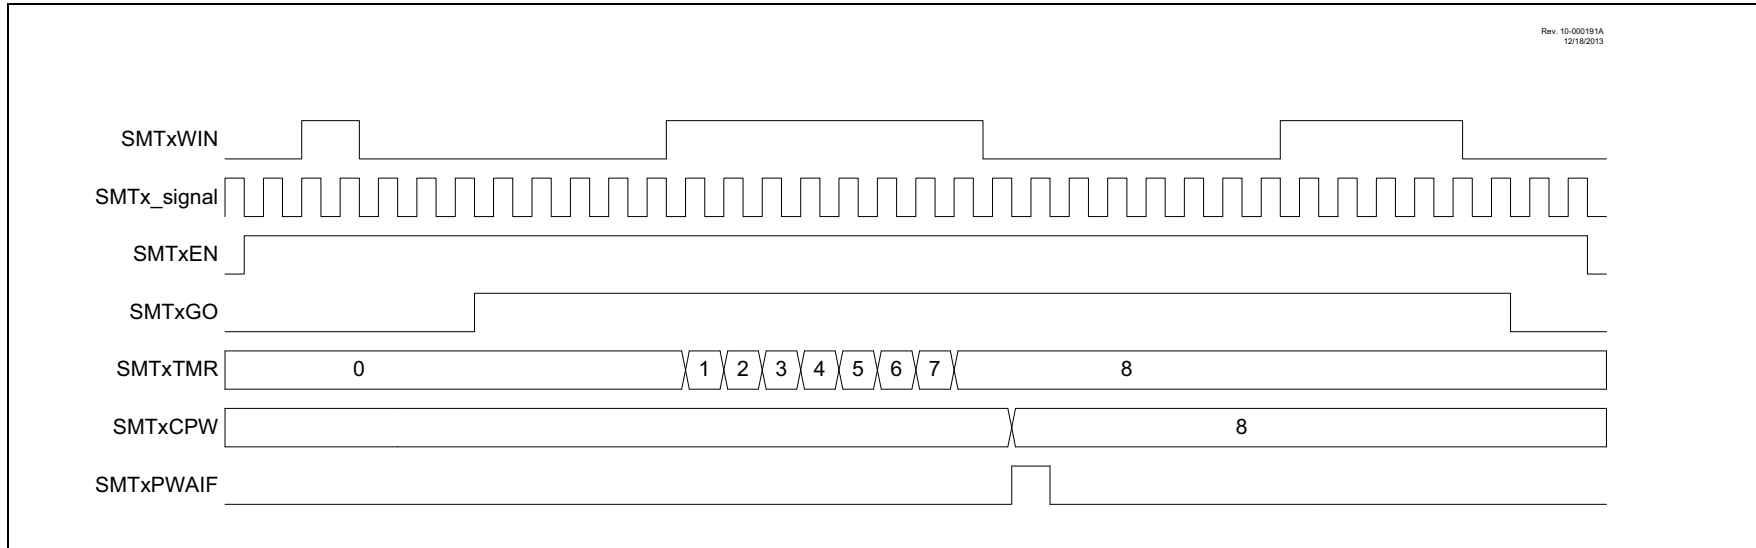 Rev. 10-000191A
12/18/2013
SMTxWIN
SMTx_signal
SMTxEN
SMTxGO
SMTxTMR 0 1 2 3 4 5 6 7 8
SMTxCPW 8
SMTxPWAIF